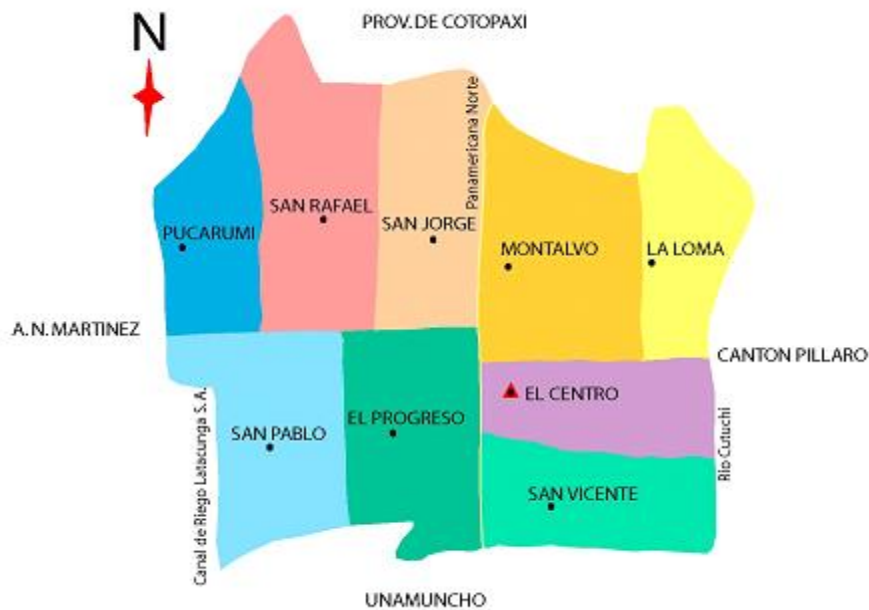 N
PROV. DE COTOPAXI
Panamericana Norte
SAN RAFAEL
PUCARUMI
SAN JORGE
MONTALVO
LA LOMA
A. N. MARTINEZ
CANTON PILLARO
EL CENTRO
Canal de Riego Latacunga S. A.
SAN PABLO
EL PROGRESO
Rio Cutuchi
SAN VICENTE
UNAMUNCHO